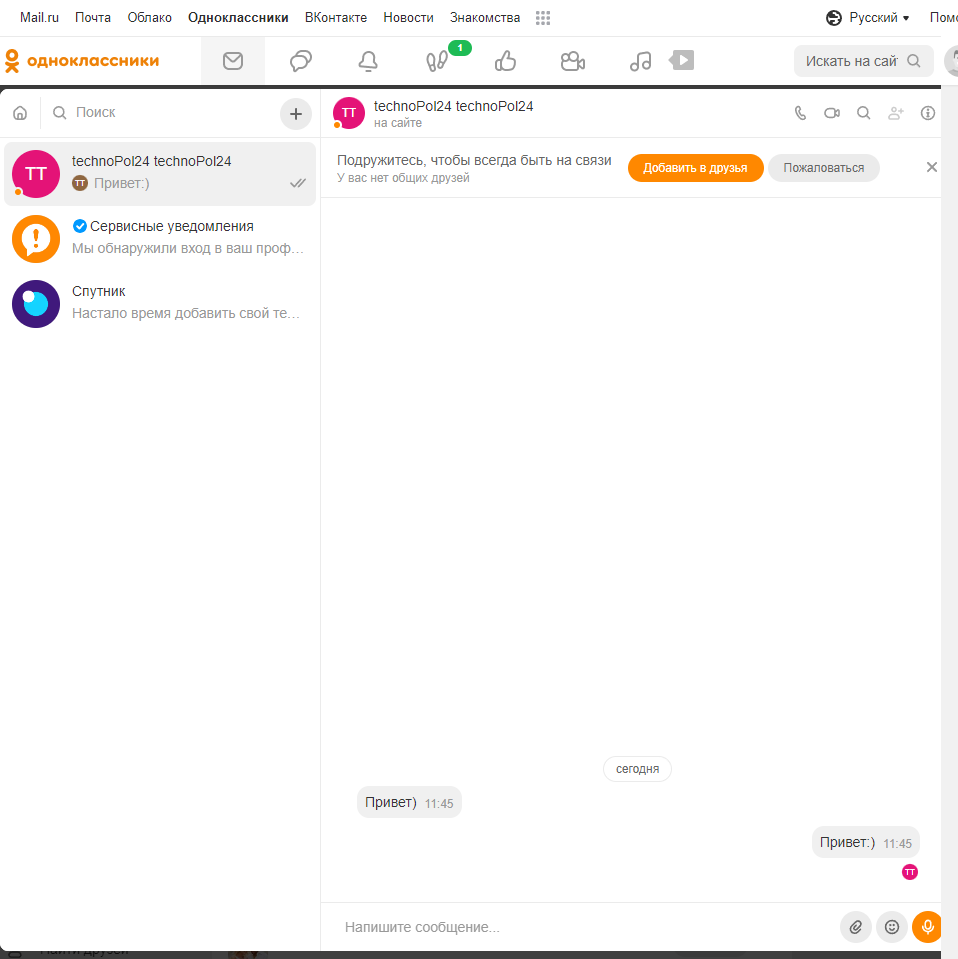 Mail.ru Почта Облако Одноклассники ВКонтакте Новости Знакомства Русский
одноклассники 1 Искать на сай
Поиск
technoPol24 technoPol24
на сайте
TT
technoPol24 technoPol24
TT Привет:)
Сервисные уведомления
Мы обнаружили вход в ваш проф…
Спутник
Настало время добавить свой те…
TT
Подружитесь, чтобы всегда быть на связи
У вас нет общих друзей
Добавить в друзья Пожаловаться
сегодня
Привет) 11:45
Привет:) 11:45
TT
Напишите сообщение...